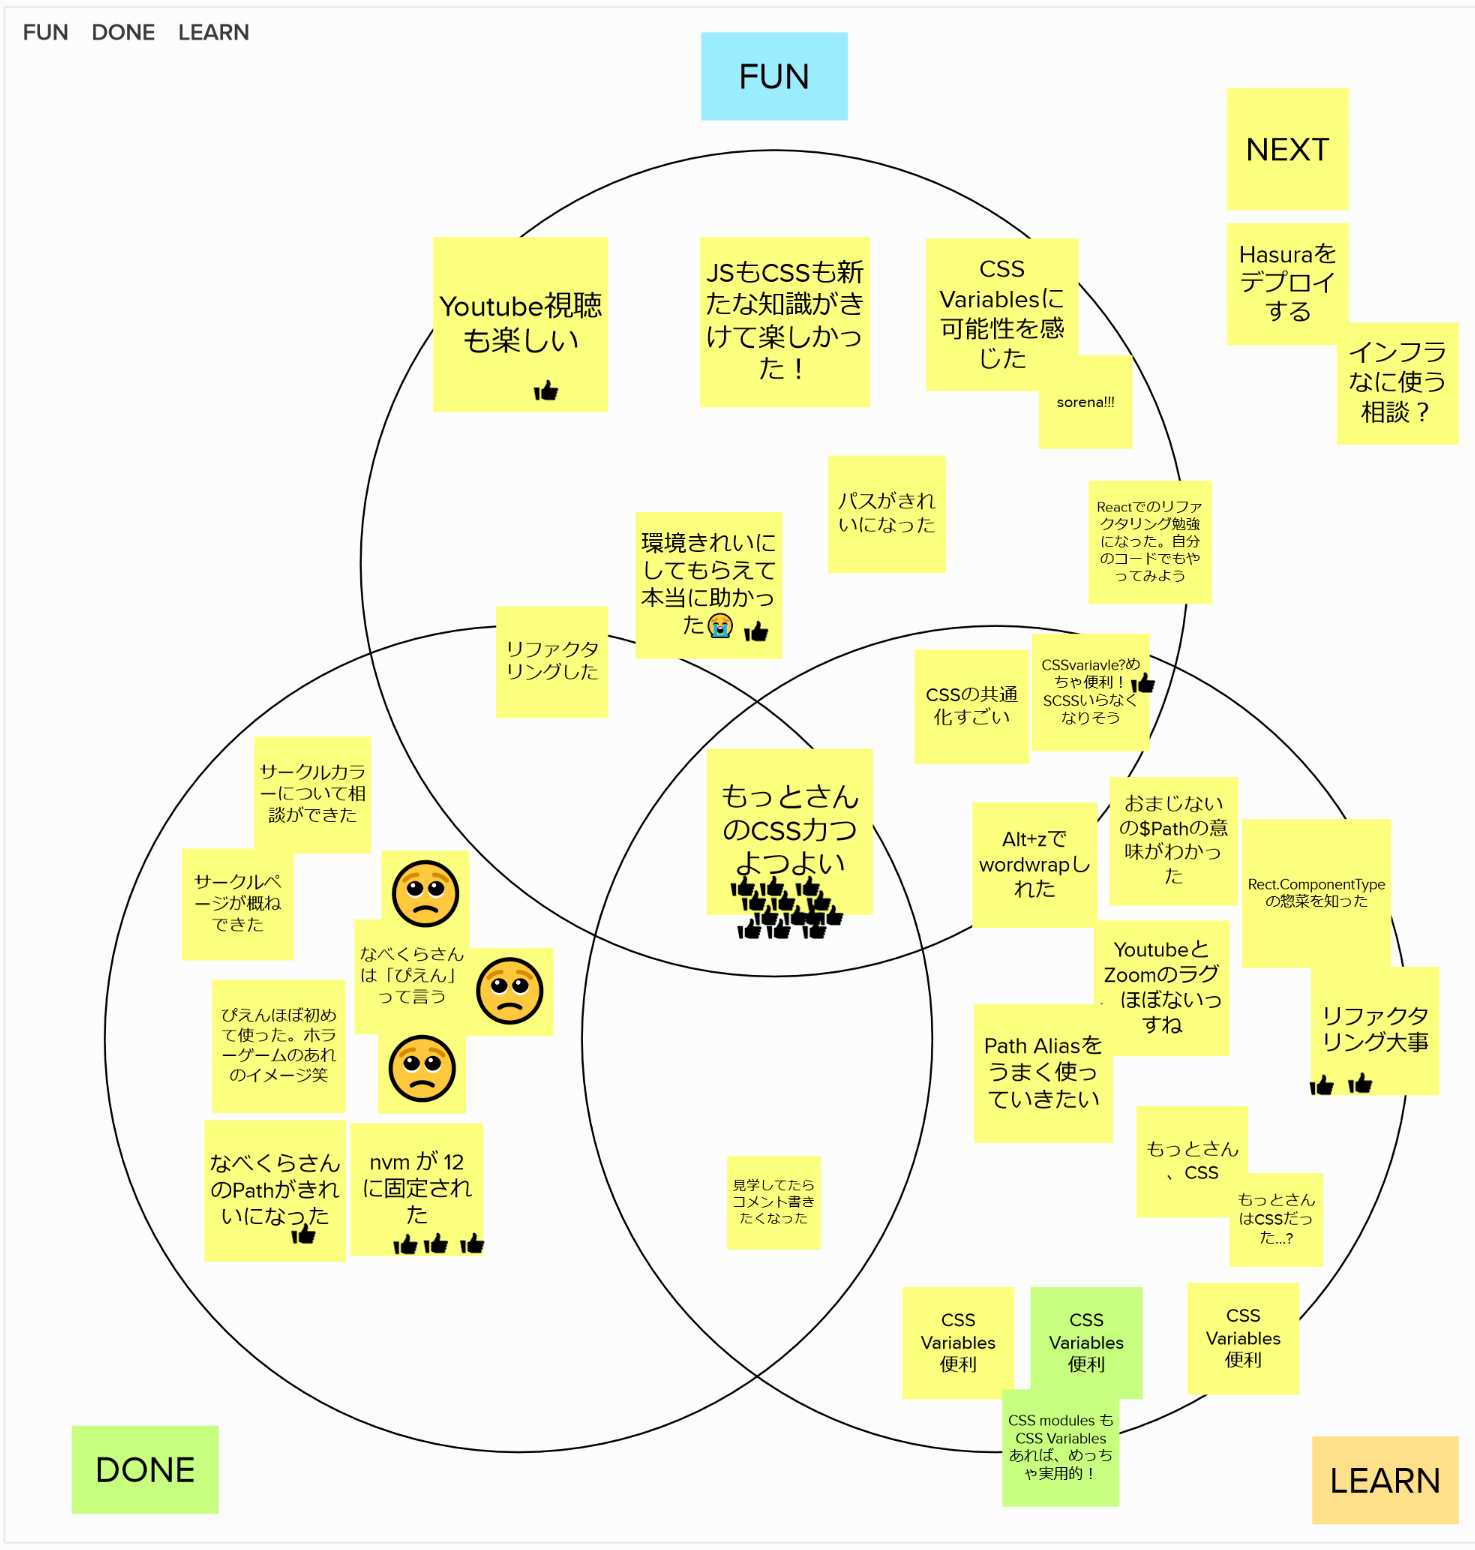 FUN DONE LEARN
FUN
NEXT
Hasuraを
デプロイ
する
インフラ
なに使う
相談？
Youtube視聴
も楽しい
JSもCSSも新
たな知識がき
けて楽しかっ
た！
CSS
Variablesに
可能性を感
じた
sorena!!!
パスがきれ
いになった
Reactでのリファ
クタリング勉強
になった。自分
のコードでもや
ってみよう
環境きれいに
してもらえて
本当に助かっ
た😭
リファクタ
リングした
CSSの共通
化すごい
CSSvariavle?め
ちゃ便利！
SCSSいらなく
なりそう
もっとさん
のCSS力つ
よつよい
Alt+zで
wordwrapし
れた
おまじない
の$Pathの意
味がわかっ
た
Rect.ComponentType
の惣菜を知った
サークルカラ
ーについて相
談ができた
サークルペ
ージが概ね
できた
なべくらさん
は「ぴえん」
って言う
ぴえんほぼ初め
て使った。ホラ
ーゲームのあれ
のイメージ笑
なべくらさん
のPathがきれ
いになった
nvm が 12
に固定され
た
Youtubeと
Zoomのラグ
、ほぼないっ
すね
Path Aliasを
うまく使っ
ていきたい
リファクタ
リング大事
もっとさん
、CSS
もっとさん
はCSSだっ
た...?
見学してたら
コメント書き
たくなった
CSS
Variables
便利
CSS
Variables
便利
CSS
Variables
便利
CSS modules も
CSS Variables
あれば、めっち
ゃ実用的！
DONE
LEARN